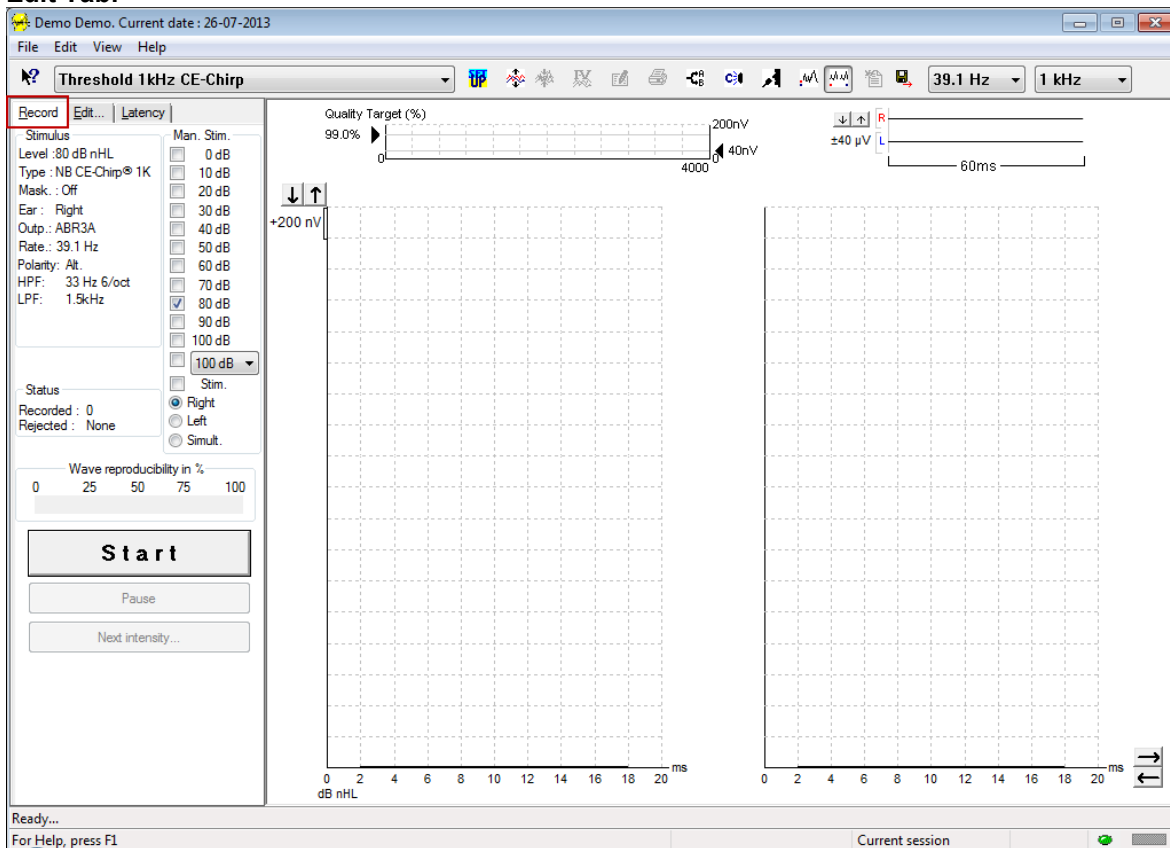 Edit Tab.
Demo Demo. Current date : 26-07-2013
File Edit View Help
Threshold 1kHz CE-Chirp
39.1 Hz 1 kHz
Record Edit... Latency
Stimulus
Level :80 dB nHL
Type : NB CE-Chirp® 1K
Mask. : Off
Ear : Right
Outp.: ABR3A
Rate.: 39.1 Hz
Polarity: Alt.
HPF: 33 Hz 6/oct
LPF: 1.5kHz
Man. Stim.
0 dB
10 dB
20 dB
30 dB
40 dB
50 dB
60 dB
70 dB
80 dB
90 dB
100 dB
100 dB
Stim.
Right
Left
Simult.
Status
Recorded : 0
Rejected : None
Wave reproducibility in %
0 25 50 75 100
Start
Pause
Next intensity...
Quality Target (%)
99.0%
0
4000
200nV
40nV
0
R
±40 µV L
60ms
+200 nV
0 2 4 6 8 10 12 14 16 18 20 ms
dB nHL
0 2 4 6 8 10 12 14 16 18 20 ms
Ready...
For Help, press F1
Current session